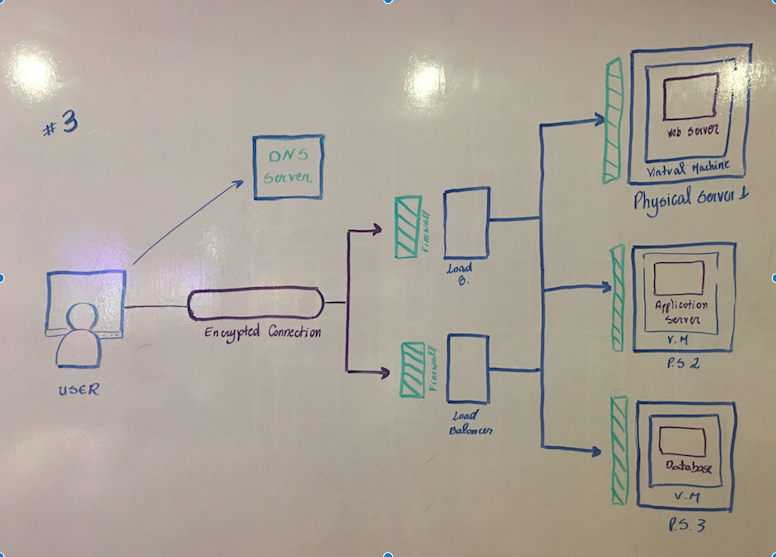 #3
DNS
Server
USER
Encrypted Connection
Firewall
Load
B.
Firewall
Load
Balancer
Web Server
Virtual Machine
Physical Server 1
Application
Server
V.M
P.S 2
Database
V.M
P.S. 3